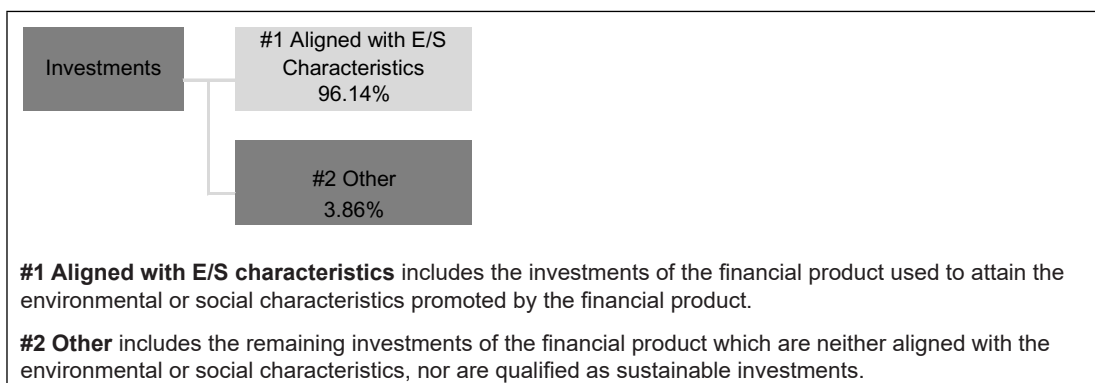 Investments
#1 Aligned with E/S
Characteristics
96.14%
#2 Other
3.86%
#1 Aligned with E/S characteristics includes the investments of the financial product used to attain the
environmental or social characteristics promoted by the financial product.
#2 Other includes the remaining investments of the financial product which are neither aligned with the
environmental or social characteristics, nor are qualified as sustainable investments.